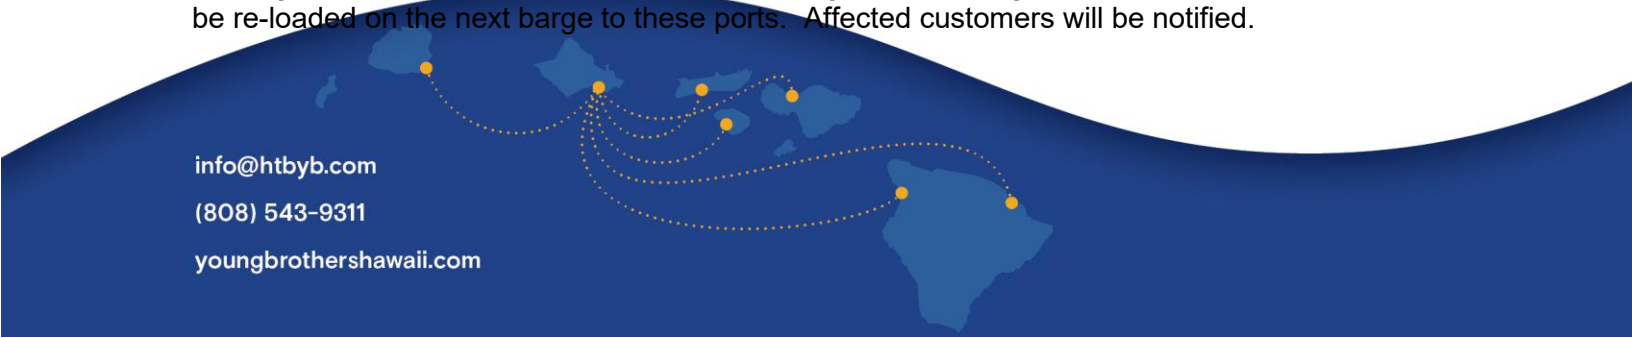 be re-loaded on the next barge to these ports.  Affected customers will be notified.
info@htbyb.com
(808) 543-9311
youngbrothershawaii.com